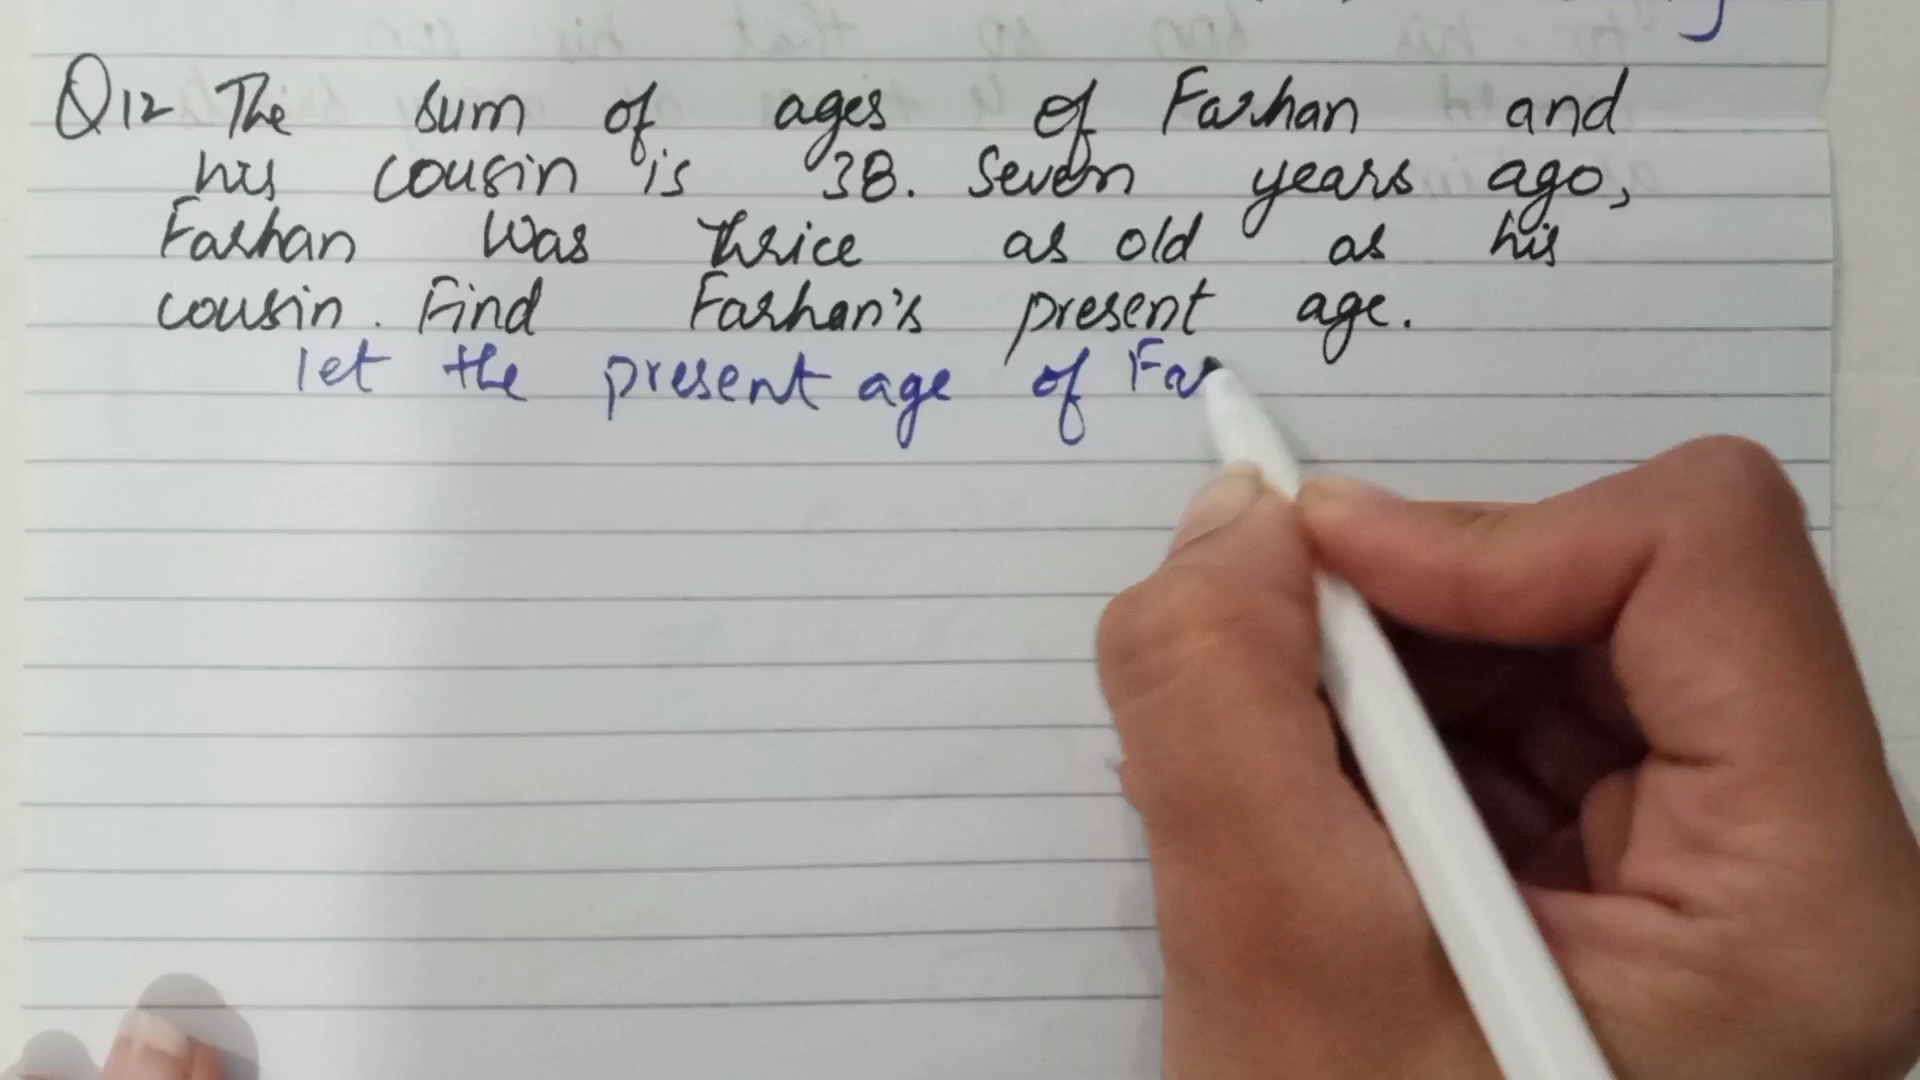 Q12 The sum of ages of Farhan and
his cousin is 38. Seven years ago,
Farhan was thrice as old as his
cousin. Find Farhan's present age.
let the present age of Far